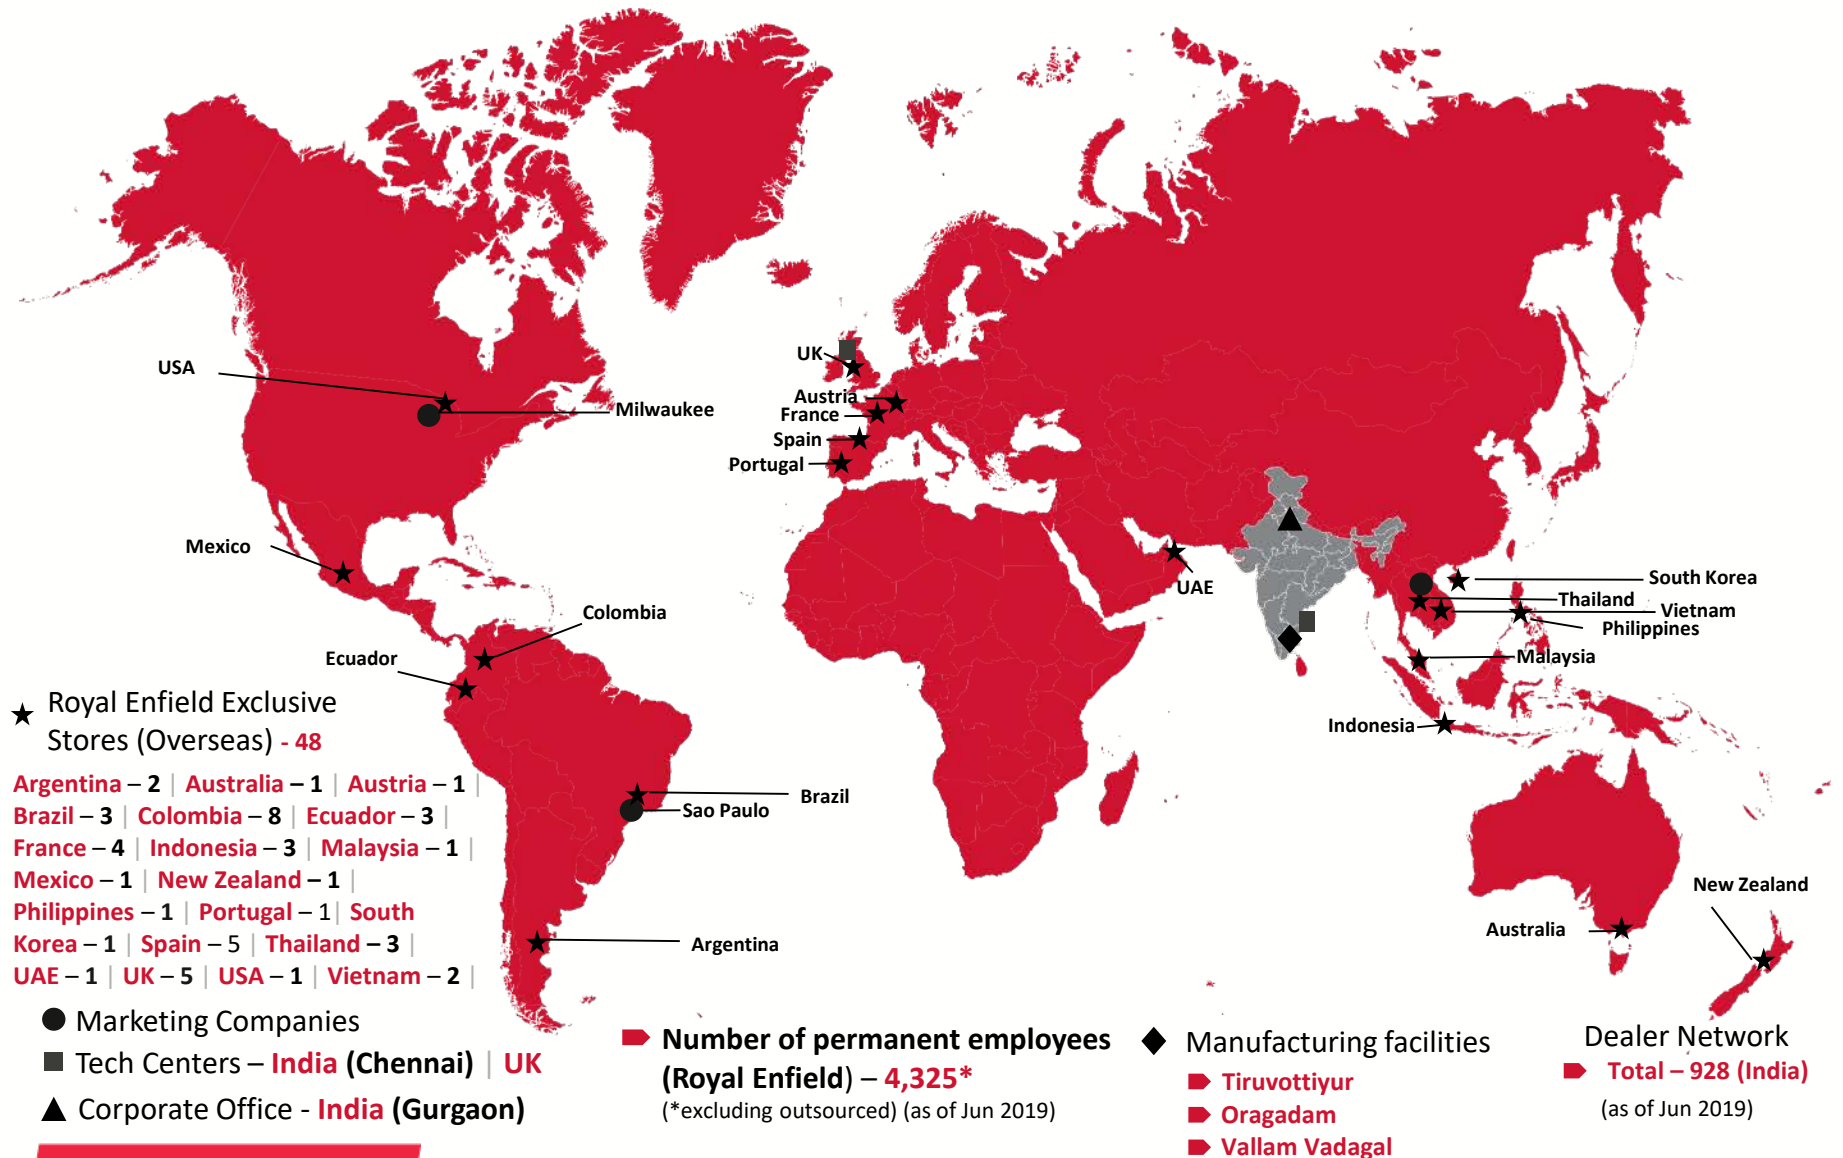 USA
Milwaukee
Mexico
Colombia
Ecuador
Brazil
Sao Paulo
Argentina
UK
Austria
France
Spain
Portugal
UAE
South Korea
Thailand
Vietnam
Philippines
Malaysia
Indonesia
Australia
New Zealand
Royal Enfield Exclusive
Stores (Overseas) - 48
Argentina – 2 | Australia – 1 | Austria – 1 |
Brazil – 3 | Colombia – 8 | Ecuador – 3 |
France – 4 | Indonesia – 3 | Malaysia – 1 |
Mexico – 1 | New Zealand – 1 |
Philippines – 1 | Portugal – 1| South
Korea – 1 | Spain – 5 | Thailand – 3 |
UAE – 1 | UK – 5 | USA – 1 | Vietnam – 2 |
Marketing Companies
Tech Centers – India (Chennai) | UK
Corporate Office - India (Gurgaon)
Number of permanent employees
(Royal Enfield) – 4,325*
(*excluding outsourced) (as of Jun 2019)
Manufacturing facilities
Tiruvottiyur
Oragadam
Vallam Vadagal
Dealer Network
Total – 928 (India)
(as of Jun 2019)